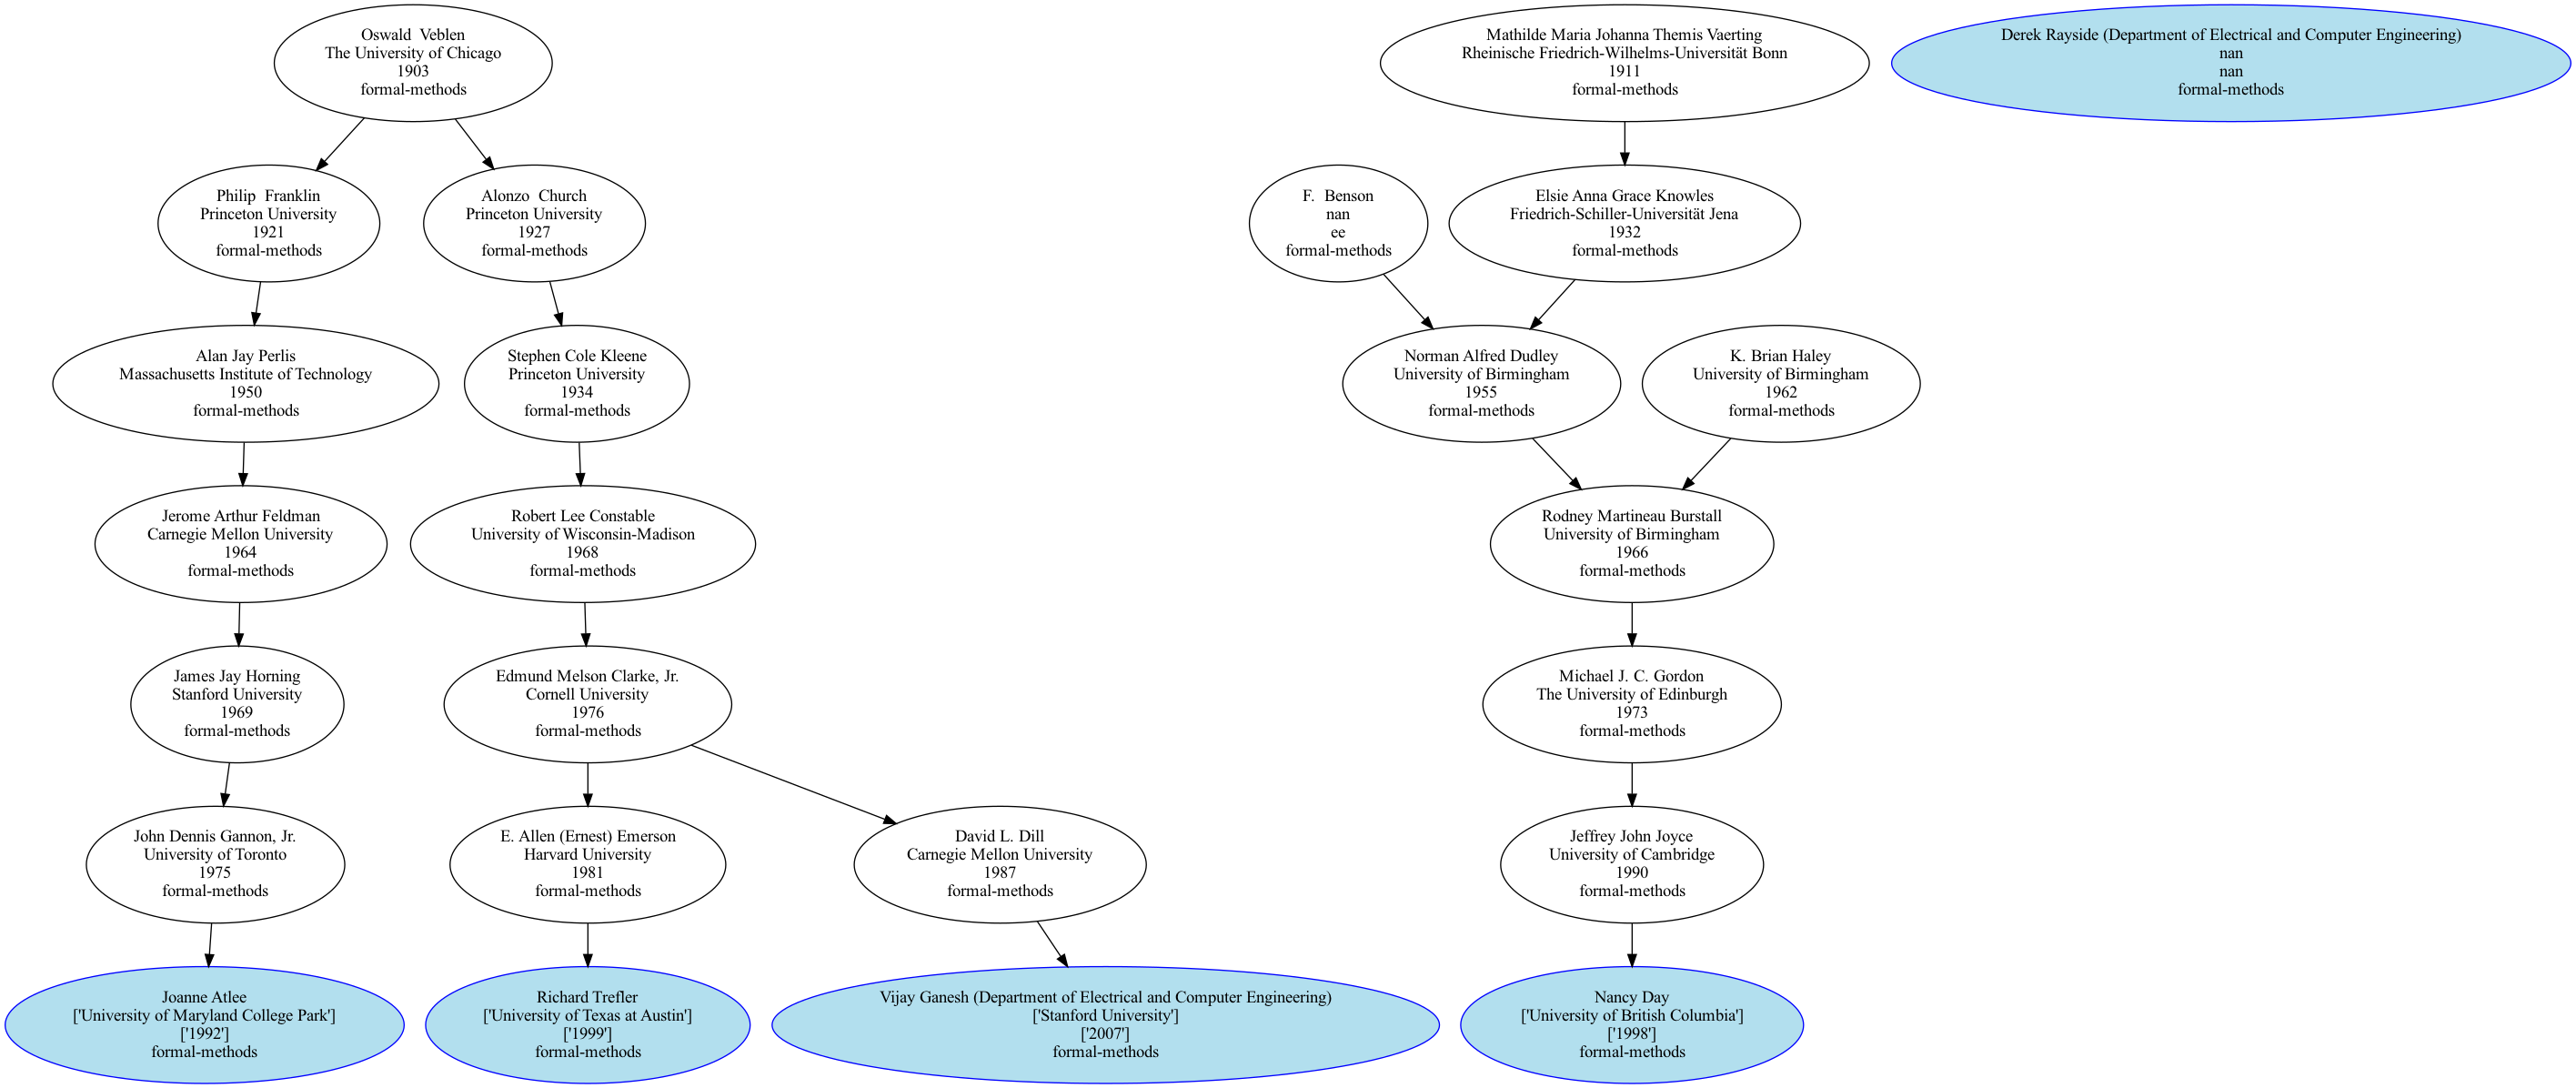 Oswald  Veblen
The University of Chicago
1903
formal-methods
Mathilde Maria Johanna Themis Vaerting
Rheinische Friedrich-Wilhelms-Universität Bonn
1911
formal-methods
Derek Rayside (Department of Electrical and Computer Engineering)
nan
nan
formal-methods
Philip  Franklin
Princeton University
1921
formal-methods
Alonzo  Church
Princeton University
1927
formal-methods
F.  Benson
nan
ee
formal-methods
Elsie Anna Grace Knowles
Friedrich-Schiller-Universität Jena
1932
formal-methods
Alan Jay Perlis
Massachusetts Institute of Technology
1950
formal-methods
Stephen Cole Kleene
Princeton University
1934
formal-methods
Norman Alfred Dudley
University of Birmingham
1955
formal-methods
K. Brian Haley
University of Birmingham
1962
formal-methods
Jerome Arthur Feldman
Carnegie Mellon University
1964
formal-methods
Robert Lee Constable
University of Wisconsin-Madison
1968
formal-methods
Rodney Martineau Burstall
University of Birmingham
1966
formal-methods
James Jay Horning
Stanford University
1969
formal-methods
Edmund Melson Clarke, Jr.
Cornell University
1976
formal-methods
Michael J. C. Gordon
The University of Edinburgh
1973
formal-methods
John Dennis Gannon, Jr.
University of Toronto
1975
formal-methods
E. Allen (Ernest) Emerson
Harvard University
1981
formal-methods
David L. Dill
Carnegie Mellon University
1987
formal-methods
Jeffrey John Joyce
University of Cambridge
1990
formal-methods
Joanne Atlee
['University of Maryland College Park']
['1992']
formal-methods
Richard Trefler
['University of Texas at Austin']
['1999']
formal-methods
Vijay Ganesh (Department of Electrical and Computer Engineering)
['Stanford University']
['2007']
formal-methods
Nancy Day
['University of British Columbia']
['1998']
formal-methods